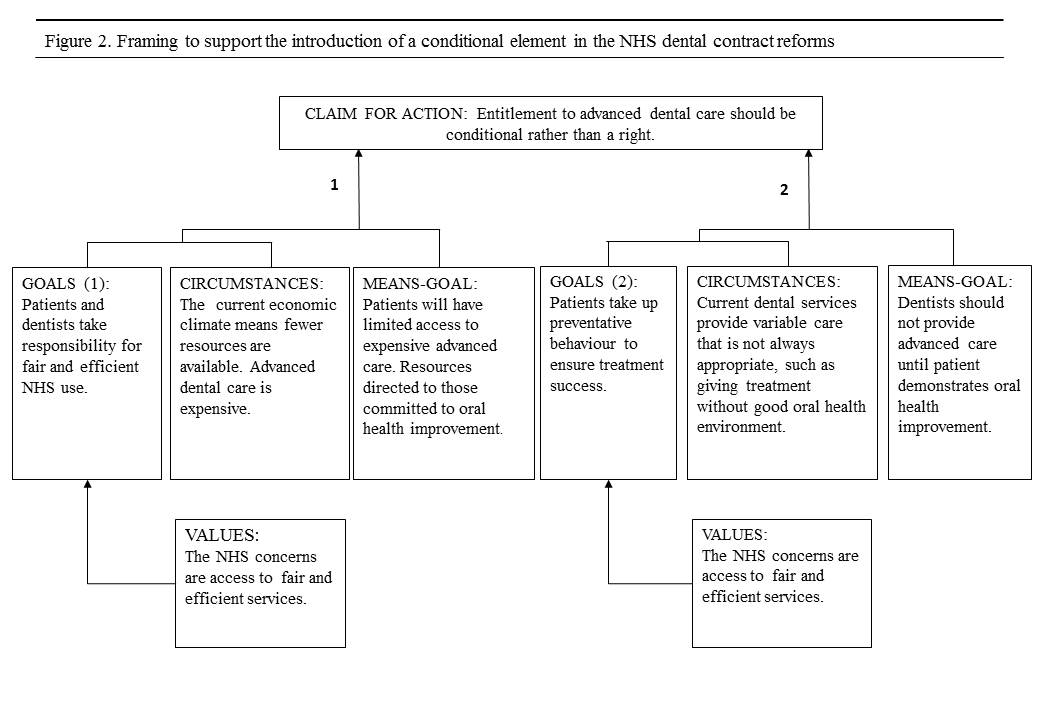 Figure 2. Framing to support the introduction of a conditional element in the NHS dental contract reforms
CLAIM FOR ACTION: Entitlement to advanced dental care should be
conditional rather than a right.
1
2
GOALS (1):
Patients and
dentists take
responsibility for
fair and efficient
NHS use.
CIRCUMSTANCES:
The current economic
climate means fewer
resources are
available. Advanced
dental care is
expensive.
MEANS-GOAL:
Patients will have
limited access to
expensive advanced
care. Resources
directed to those
committed to oral
health improvement.
GOALS (2):
Patients take up
preventative
behaviour to
ensure treatment
success.
CIRCUMSTANCES:
Current dental services
provide variable care
that is not always
appropriate, such as
giving treatment
without good oral health
environment.
MEANS-GOAL:
Dentists should
not provide
advanced care
until patient
demonstrates oral
health
improvement.
VALUES:
The NHS concerns
are access to fair and
efficient services.
VALUES:
The NHS concerns are
access to fair and
efficient services.